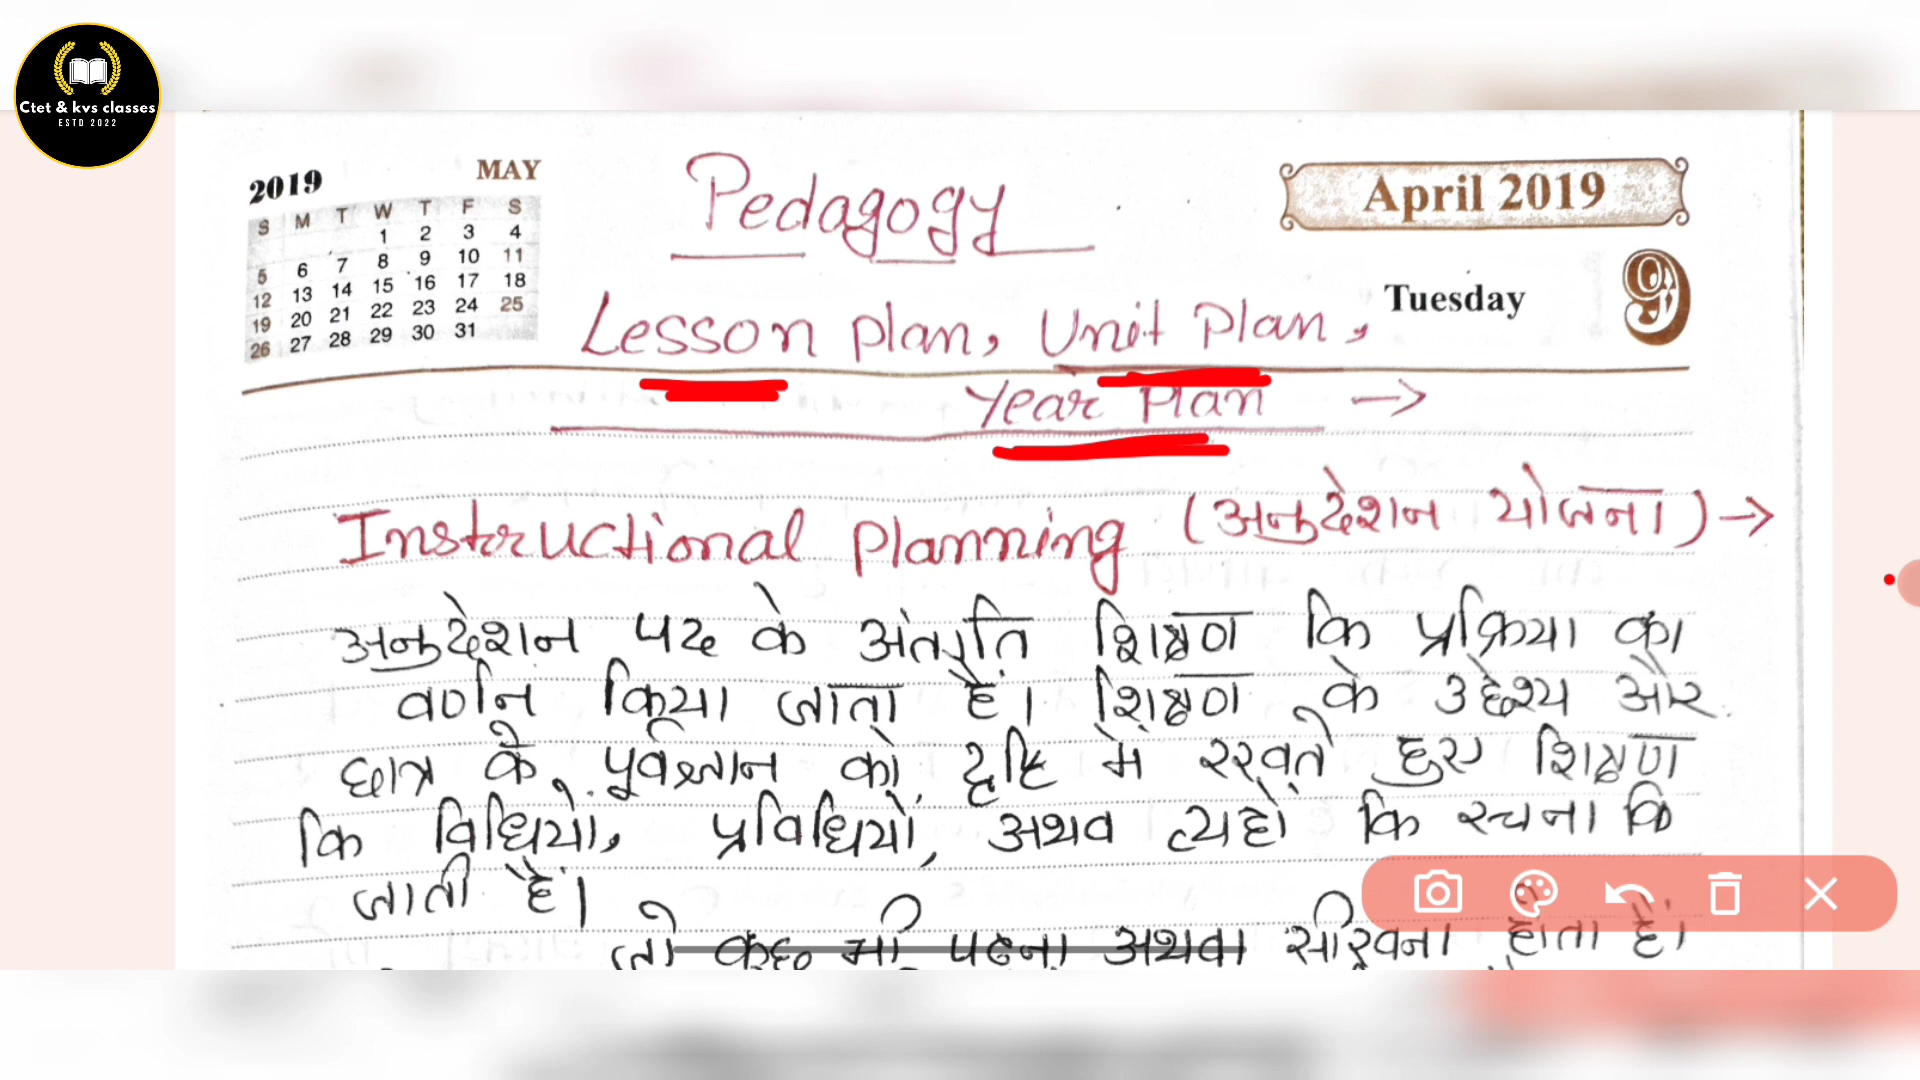 Ctet & kvs classes
ESTD 2022
2019 MAY
S M T W T F S
1 2 3 4
5 6 7 8 9 10 11
12 13 14 15 16 17 18
19 20 21 22 23 24 25
26 27 28 29 30 31
April 2019
Tuesday 9
Pedagogy
Lesson plan, Unit Plan,
Year Plan →
Instructional planning (अनुदेशन योजना) →
अनुदेशन पद के अंतर्गत शिक्षण कि प्रक्रिया का
वर्णन किया जाता है। शिक्षण के उद्देश्य और
छात्र के पूर्वज्ञान को दृष्टि में रखते हुए शिक्षण
कि विधियों, प्रविधियों, अथव व्यहों कि रचना कि
जाती है।
जो कुछ भी पढना अथवा सीखना होता है।